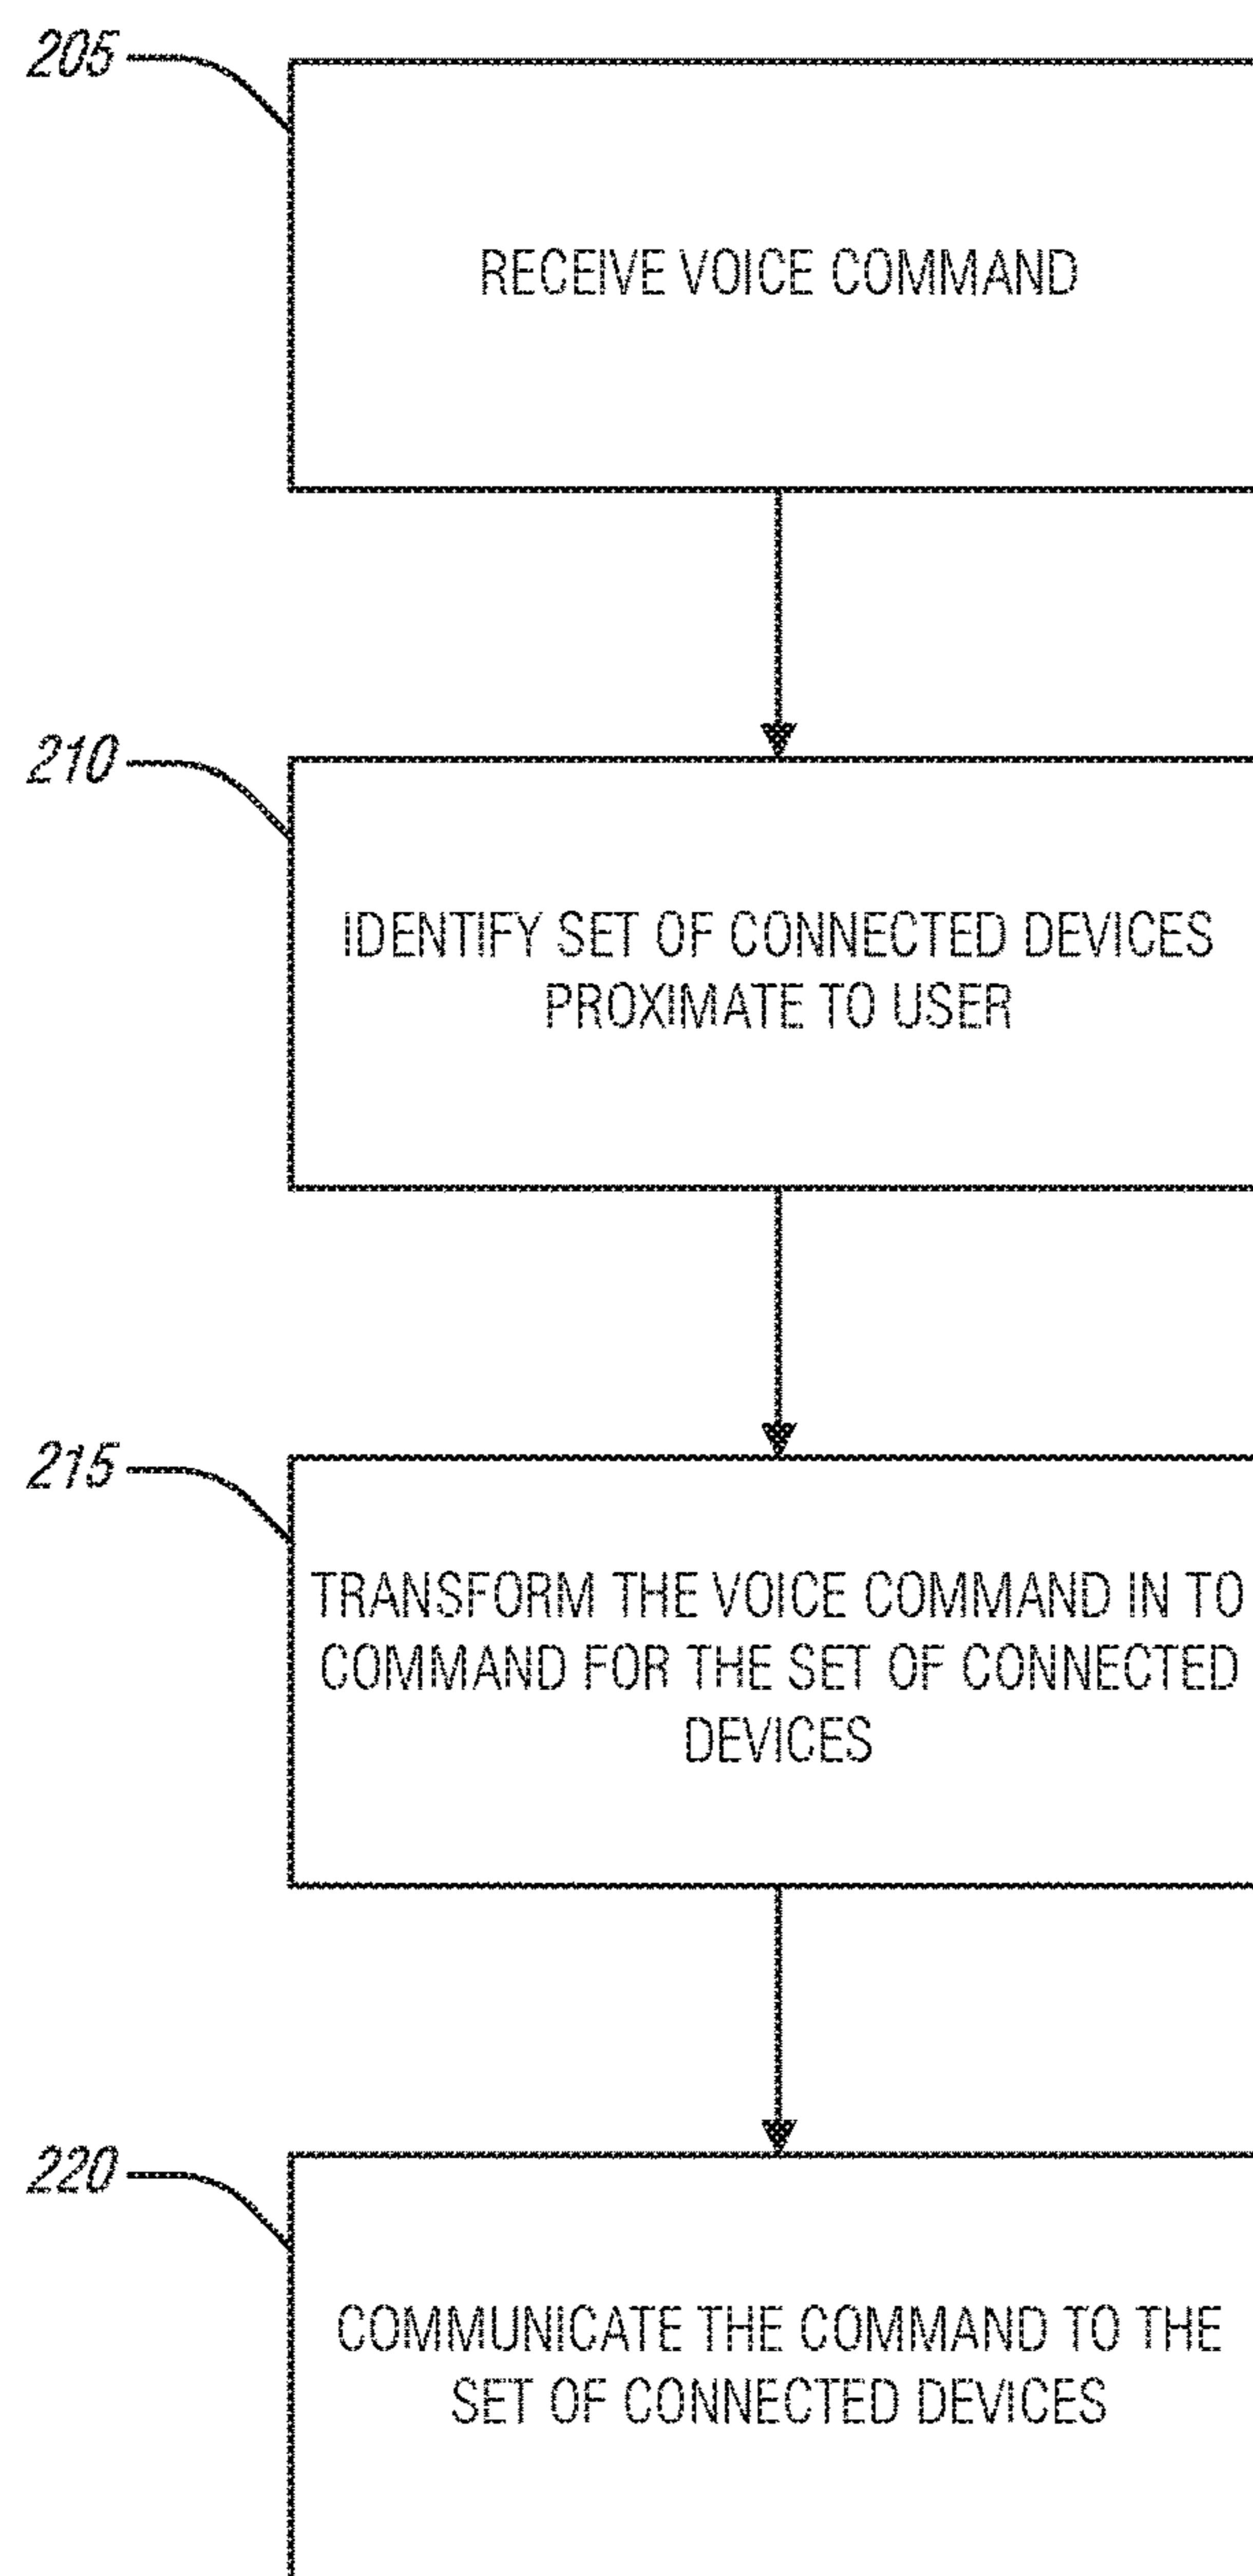 205
RECEIVE VOICE COMMAND
210
IDENTIFY SET OF CONNECTED DEVICES
PROXIMATE TO USER
215
TRANSFORM THE VOICE COMMAND IN TO
COMMAND FOR THE SET OF CONNECTED
DEVICES
220
COMMUNICATE THE COMMAND TO THE
SET OF CONNECTED DEVICES